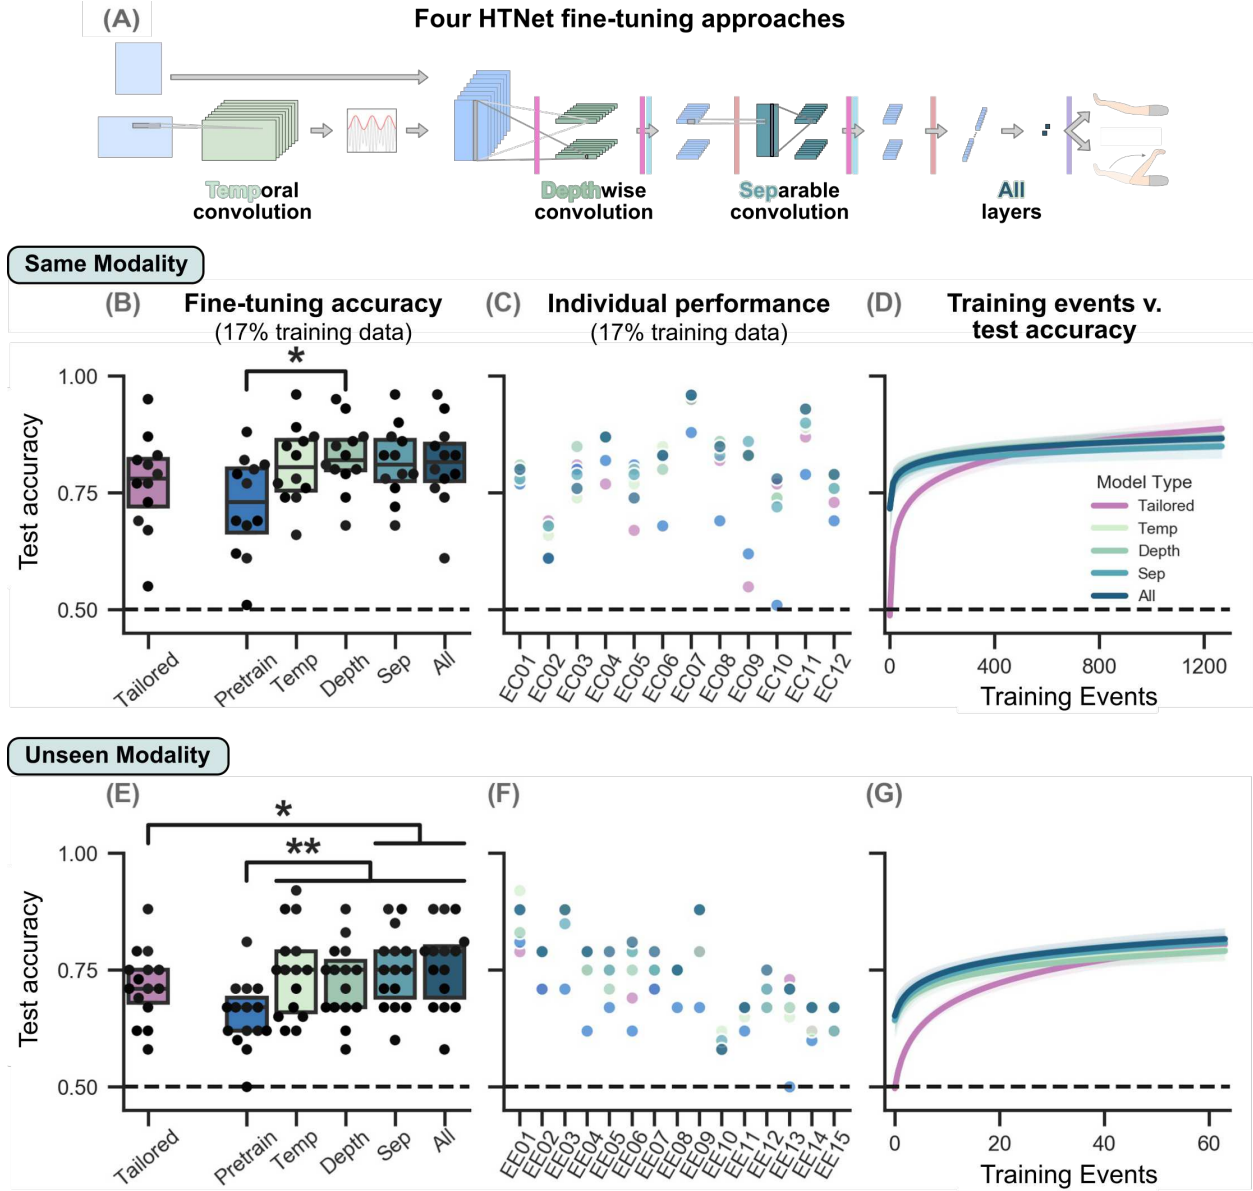 (A)
Four HTNet fine-tuning approaches
Temporal
convolution
Depthwise
convolution
Separable
convolution
All
layers
Same Modality
(B)
Fine-tuning accuracy
(17% training data)
(C)
Individual performance
(17% training data)
(D)
Training events v.
test accuracy
*
Test accuracy
1.00
0.75
0.50
Tailored
Pretrain
Temp
Depth
Sep
All
EC01
EC02
EC03
EC04
EC05
EC06
EC07
EC08
EC09
EC10
EC11
EC12
Model Type
Tailored
Temp
Depth
Sep
All
0
400
800
1200
Training Events
Unseen Modality
(E)
(F)
(G)
*
**
Test accuracy
1.00
0.75
0.50
Tailored
Pretrain
Temp
Depth
Sep
All
EE01
EE02
EE03
EE04
EE05
EE06
EE07
EE08
EE09
EE10
EE11
EE12
EE13
EE14
EE15
0
20
40
60
Training Events